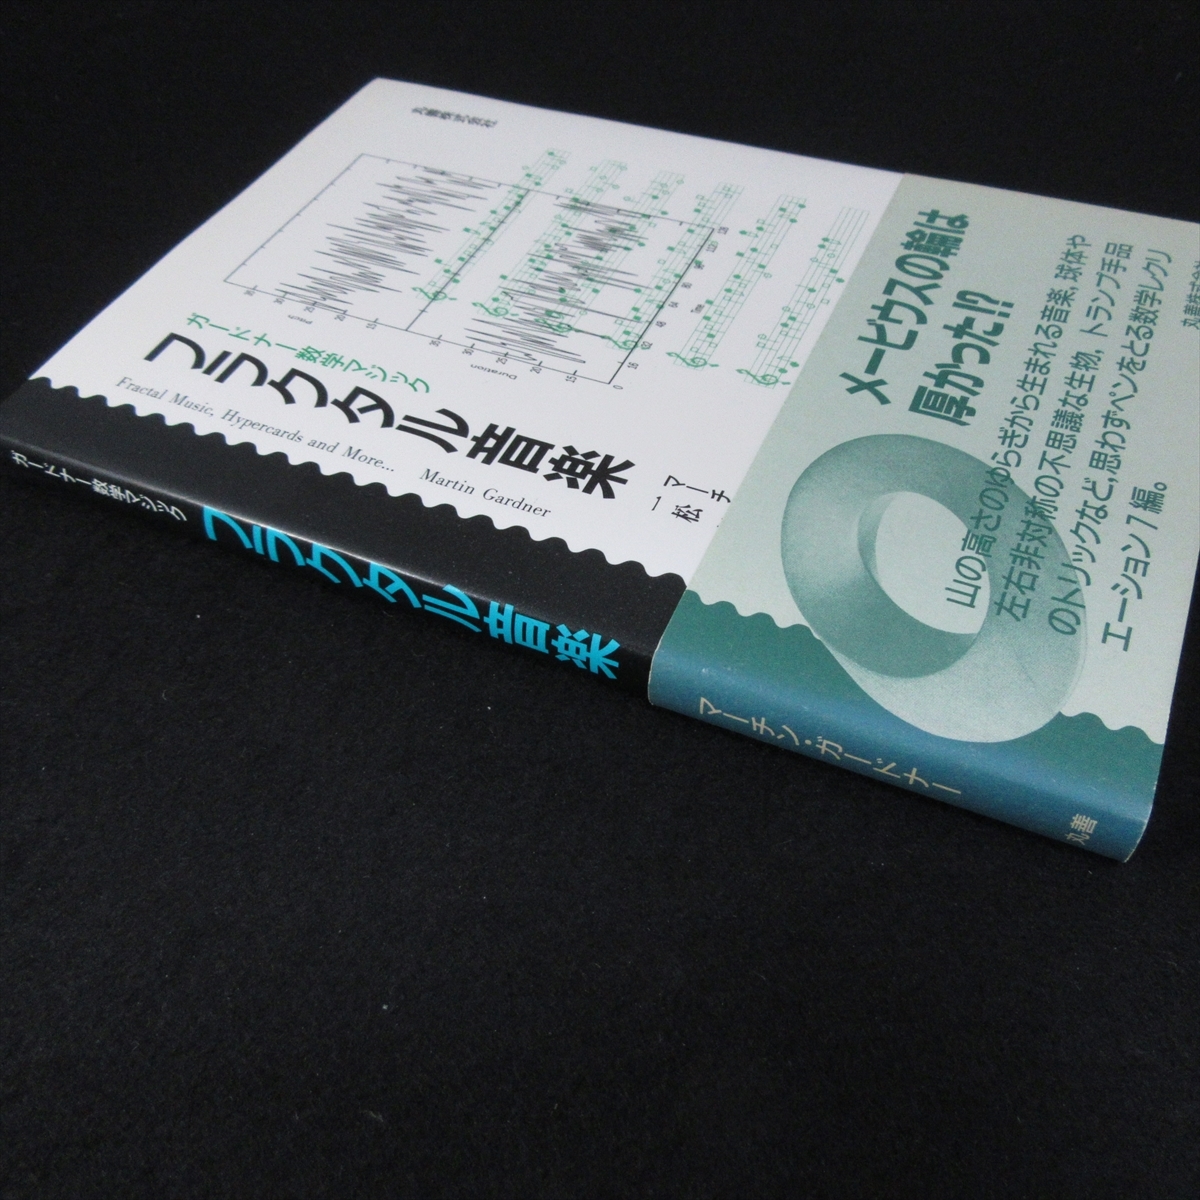 丸善株式会社
Pitch
Duration
ガードナー数学マジック
フラクタル音楽
Fractal Music, Hypercards and More... Martin Gardner
マーチ
一松
メービウスの輪は
厚かった!?
山の高さのゆらぎから生まれる音楽, 球体や
左右非対称の不思議な生物, トランプ手品
のトリックなど, 思わずペンをとる数学レクリ
エーション7編。
ガードナー数学マジック
フラクタル音楽
マーチン・ガードナー
丸善